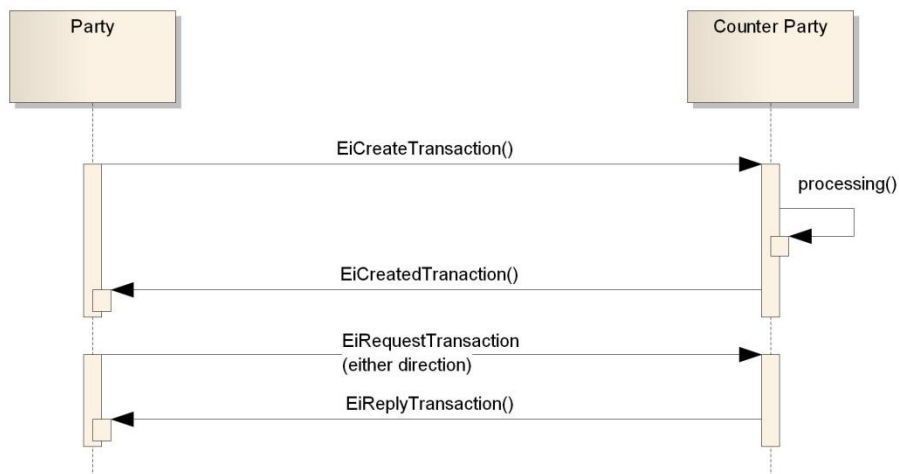 Party
Counter Party
EiCreateTransaction()
processing()
EiCreatedTranaction()
EiRequestTransaction
(either direction)
EiReplyTransaction()